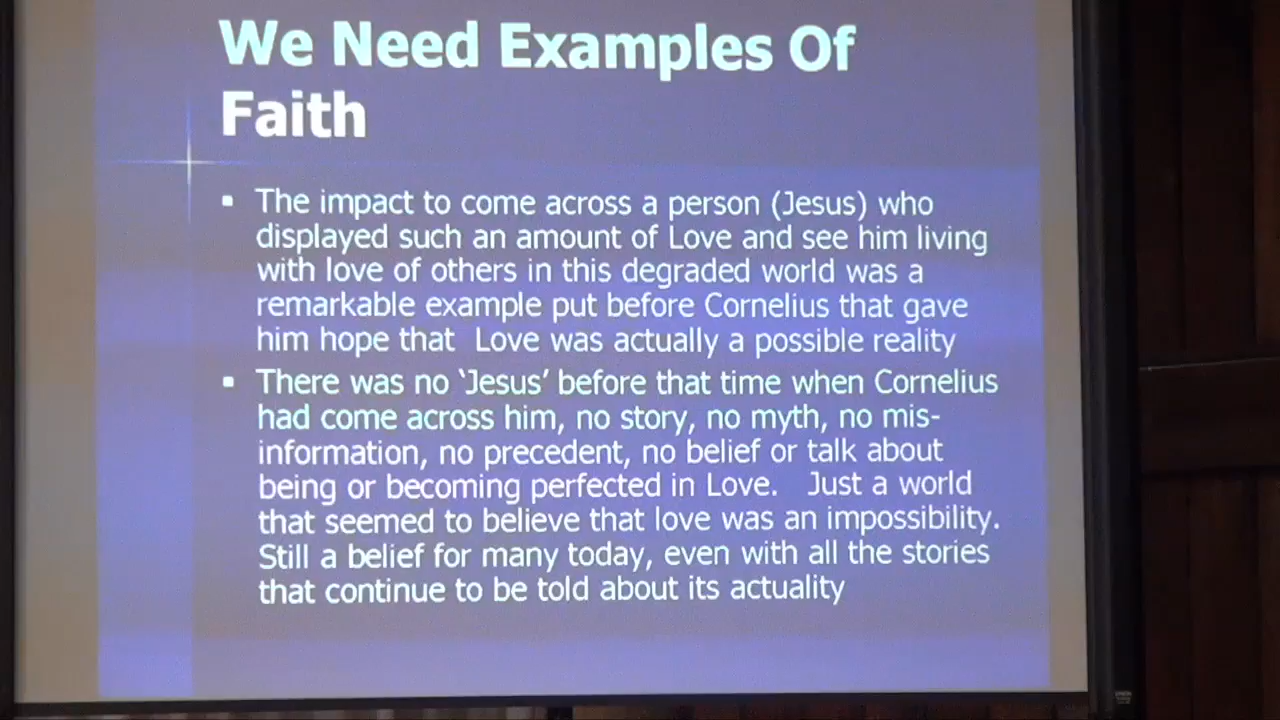 We Need Examples Of
Faith
▪ The impact to come across a person (Jesus) who
displayed such an amount of Love and see him living
with love of others in this degraded world was a
remarkable example put before Cornelius that gave
him hope that Love was actually a possible reality
▪ There was no ‘Jesus’ before that time when Cornelius
had come across him, no story, no myth, no mis-
information, no precedent, no belief or talk about
being or becoming perfected in Love. Just a world
that seemed to believe that love was an impossibility.
Still a belief for many today, even with all the stories
that continue to be told about its actuality